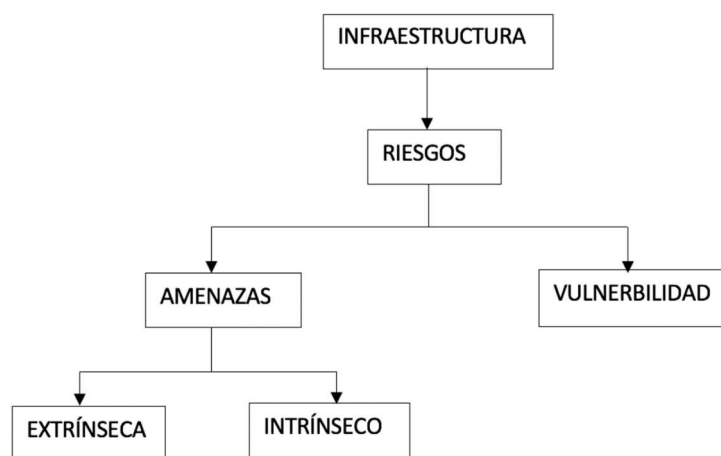 INFRAESTRUCTURA
RIESGOS
AMENAZAS
VULNERBILIDAD
EXTRÍNSECA
INTRÍNSECO